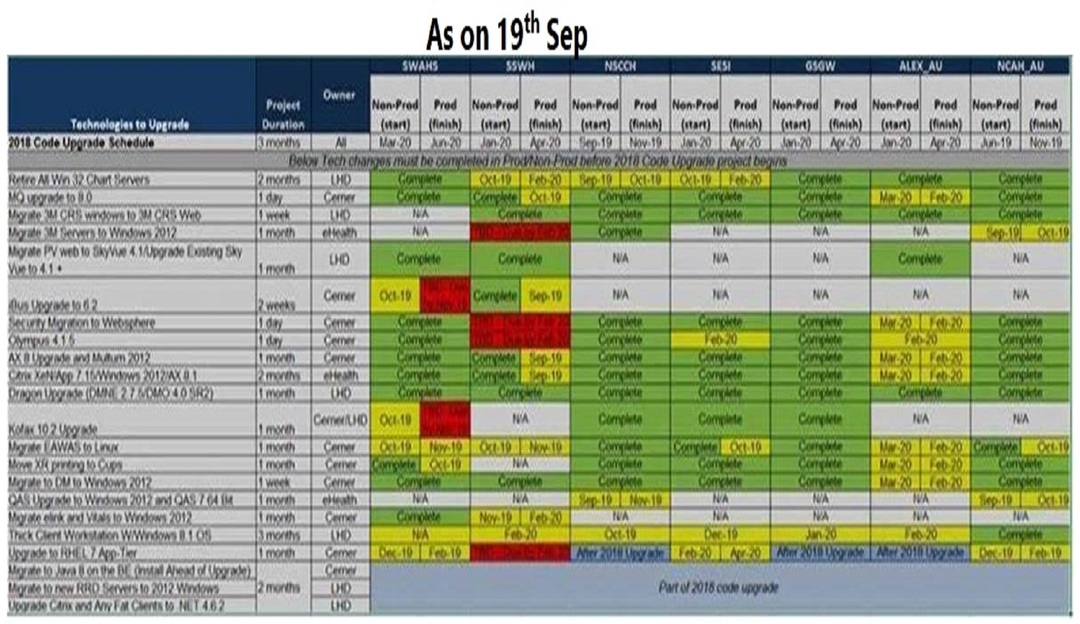 As on 19th Sep
SWAHS SSWH NSCCH SESI GSGW ALEX_AU NCAH_AU
Technologies to Upgrade Project Duration Owner Non-Prod (start) Prod (finish) Non-Prod (start) Prod (finish) Non-Prod (start) Prod (finish) Non-Prod (start) Prod (finish) Non-Prod (start) Prod (finish) Non-Prod (start) Prod (finish) Non-Prod (start) Prod (finish)
2018 Code Upgrade Schedule 3 months All Mar-20 Jun-20 Jan-20 Apr-20 Sep-19 Nov-19 Jan-20 Apr-20 Jan-20 Apr-20 Jan-20 Apr-20 Jun-19 Nov-19
Below Tech changes must be completed in Prod/Non-Prod before 2018 Code Upgrade project begins
Retire All Win 32 Chart Servers 2 months LHD Complete Oct-19 Feb-20 Sep-19 Oct-19 Oct-19 Feb-20 Complete Complete Complete
MQ upgrade to 8.0 1 day Cerner Complete Complete Oct-19 Complete Complete Complete Mar-20 Feb-20 Complete
Migrate 3M CRS windows to 3M CRS Web 1 week LHD N/A Complete Complete Complete Complete Complete Complete
Migrate 3M Servers to Windows 2012 1 month eHealth N/A Complete N/A N/A N/A Sep-19 Oct-19
Migrate PV web to SkyVue 4.1/Upgrade Existing Sky Vue to 4.1 + 1 month LHD Complete Complete N/A N/A N/A Complete N/A
iBus Upgrade to 6.2 2 weeks Cerner Oct-19 Complete Sep-19 N/A N/A N/A N/A N/A
Security Migration to Websphere 1 day Cerner Complete Complete Complete Complete Mar-20 Feb-20 Complete
Olympus 4.1.5 1 day Cerner Complete Complete Feb-20 Complete Feb-20 Complete
AX 8 Upgrade and Multum 2012 1 month Cerner Complete Complete Sep-19 Complete Complete Complete Mar-20 Feb-20 Complete
Citrix XeN/App 7.15/Windows 2012/AX 8.1 2 months eHealth Complete Complete Sep-19 Complete Complete Complete Mar-20 Feb-20 Complete
Dragon Upgrade (DMNE 2.7.5/DMO 4.0 SR2) 1 month LHD Complete Complete Complete Complete Complete Complete Complete
Kofax 10.2 Upgrade 1 month Cerner/LHD Oct-19 N/A Complete Complete Complete N/A N/A
Migrate EAWAS to Linux 1 month Cerner Oct-19 Nov-19 Oct-19 Nov-19 Complete Complete Oct-19 Complete Mar-20 Feb-20 Complete Oct-19
Move XR printing to Cups 1 month Cerner Complete Oct-19 N/A Complete Complete Complete Mar-20 Feb-20 Complete
Migrate to DM to Windows 2012 1 week Cerner Complete Complete Complete Complete Complete Mar-20 Feb-20 Complete
QAS Upgrade to Windows 2012 and QAS 7 64 Bit 1 month eHealth N/A N/A Sep-19 Nov-19 N/A N/A N/A Sep-19 Oct-19
Migrate elink and Vitals to Windows 2012 1 month Cerner Complete Nov-19 Feb-20 N/A N/A N/A N/A N/A
Thick Client Workstation W/Windows 8.1 OS 3 months LHD N/A Feb-20 Oct-19 Dec-19 Jan-20 Feb-20 Complete
Upgrade to RHEL 7 App-Tier 1 month Cerner Dec-19 Feb-19 After 2018 Upgrade Feb-20 Apr-20 After 2018 Upgrade After 2018 Upgrade Dec-19 Feb-19
Migrate to Java 8 on the BE (Install Ahead of Upgrade) Cerner
Migrate to new RRD Servers to 2012 Windows 2 months LHD Part of 2018 code upgrade
Upgrade Citrix and Any Fat Clients to .NET 4.6.2 LHD